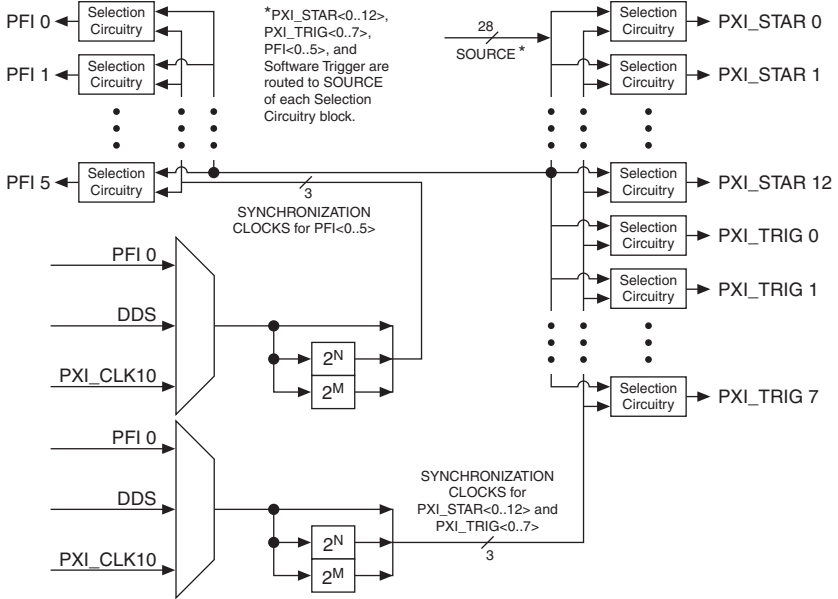 PFI 0
Selection
Circuitry
PFI 1
Selection
Circuitry
PFI 5
Selection
Circuitry
*PXI_STAR<0..12>,
PXI_TRIG<0..7>,
PFI<0..5>, and
Software Trigger are
routed to SOURCE
of each Selection
Circuitry block.
28
SOURCE *
Selection
Circuitry
PXI_STAR 0
Selection
Circuitry
PXI_STAR 1
Selection
Circuitry
PXI_STAR 12
Selection
Circuitry
PXI_TRIG 0
Selection
Circuitry
PXI_TRIG 1
Selection
Circuitry
PXI_TRIG 7
3
SYNCHRONIZATION
CLOCKS for PFI<0..5>
PFI 0
DDS
PXI_CLK10
2^N
2^M
PFI 0
DDS
PXI_CLK10
2^N
2^M
SYNCHRONIZATION
CLOCKS for
PXI_STAR<0..12> and
PXI_TRIG<0..7>
3